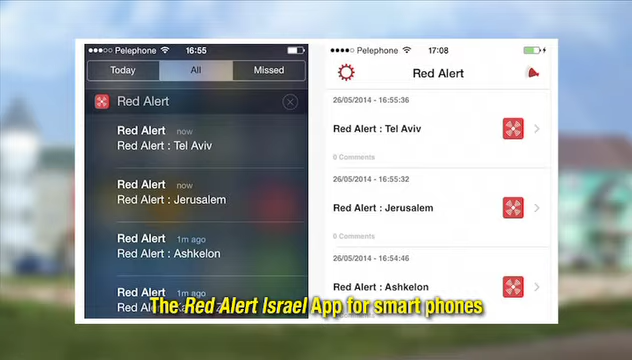 Pelephone
16:55
Today
All
Missed
Red Alert
Red Alert now
Red Alert : Tel Aviv
Red Alert now
Red Alert : Jerusalem
Red Alert 1m ago
Red Alert : Ashkelon
Red Alert 1m ago
Pelephone
17:08
Red Alert
26/05/2014 - 16:55:36
Red Alert : Tel Aviv
0 Comments
26/05/2014 - 16:55:32
Red Alert : Jerusalem
0 Comments
26/05/2014 - 16:54:46
Red Alert : Ashkelon
The Red Alert Israel App for smart phones